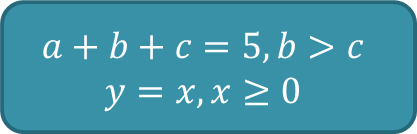 a + b + c = 5, b > c
y = x, x ≥ 0